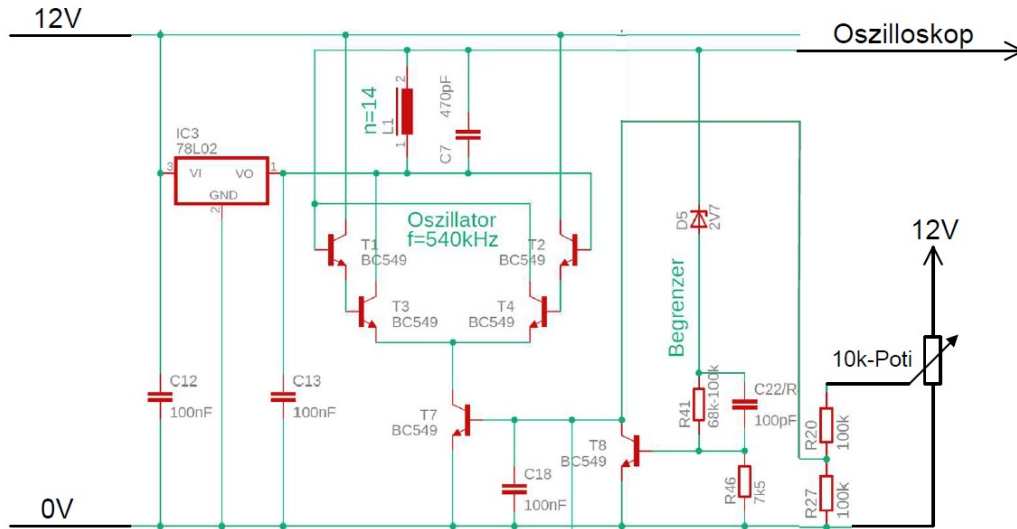 12V
Oszilloskop
n=14
L1
2
1
470pF
C7
IC3
78L02
3
VI
VO
1
GND
2
Oszillator
f=540kHz
D5
2V7
12V
T1
BC549
T2
BC549
Begrenzer
T3
BC549
T4
BC549
10k-Poti
C12
100nF
C13
100nF
R41
68k-100k
C22/R
100pF
T7
BC549
R20
100k
T8
BC549
C18
100nF
R46
7k5
R27
100k
0V